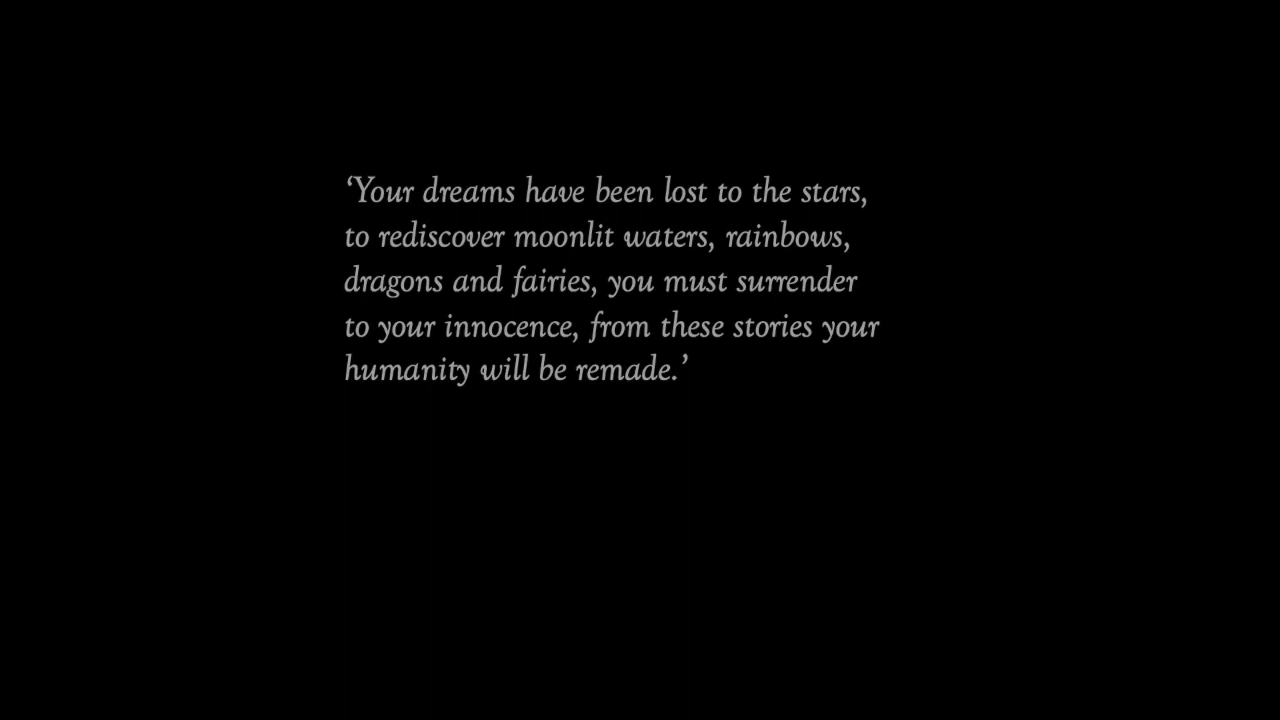 ‘Your dreams have been lost to the stars,
to rediscover moonlit waters, rainbows,
dragons and fairies, you must surrender
to your innocence, from these stories your
humanity will be remade.’